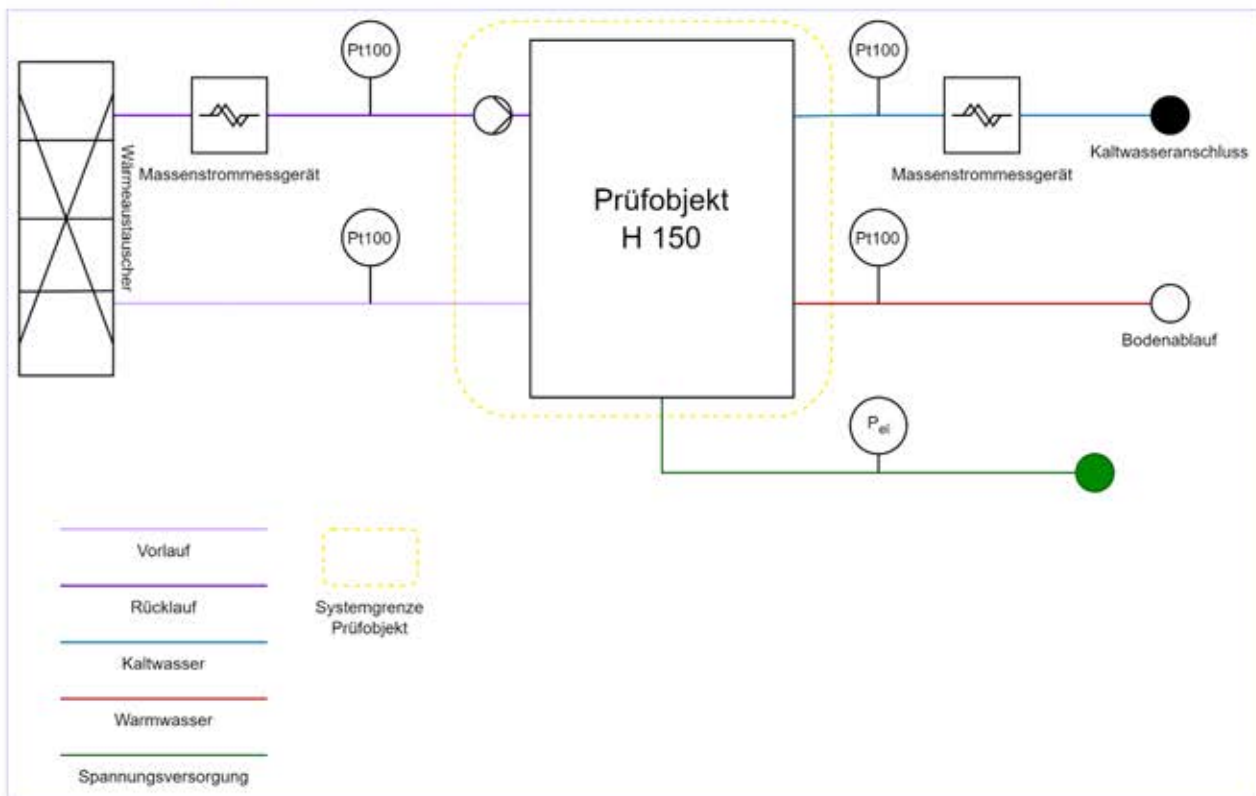 Pt100
Pt100
Wärmeaustauscher
Massenstrommessgerät
Prüfobjekt
H 150
Massenstrommessgerät
Kaltwasseranschluss
Pt100
Pt100
Bodenablauf
Pel
Vorlauf
Rücklauf
Systemgrenze
Prüfobjekt
Kaltwasser
Warmwasser
Spannungsversorgung